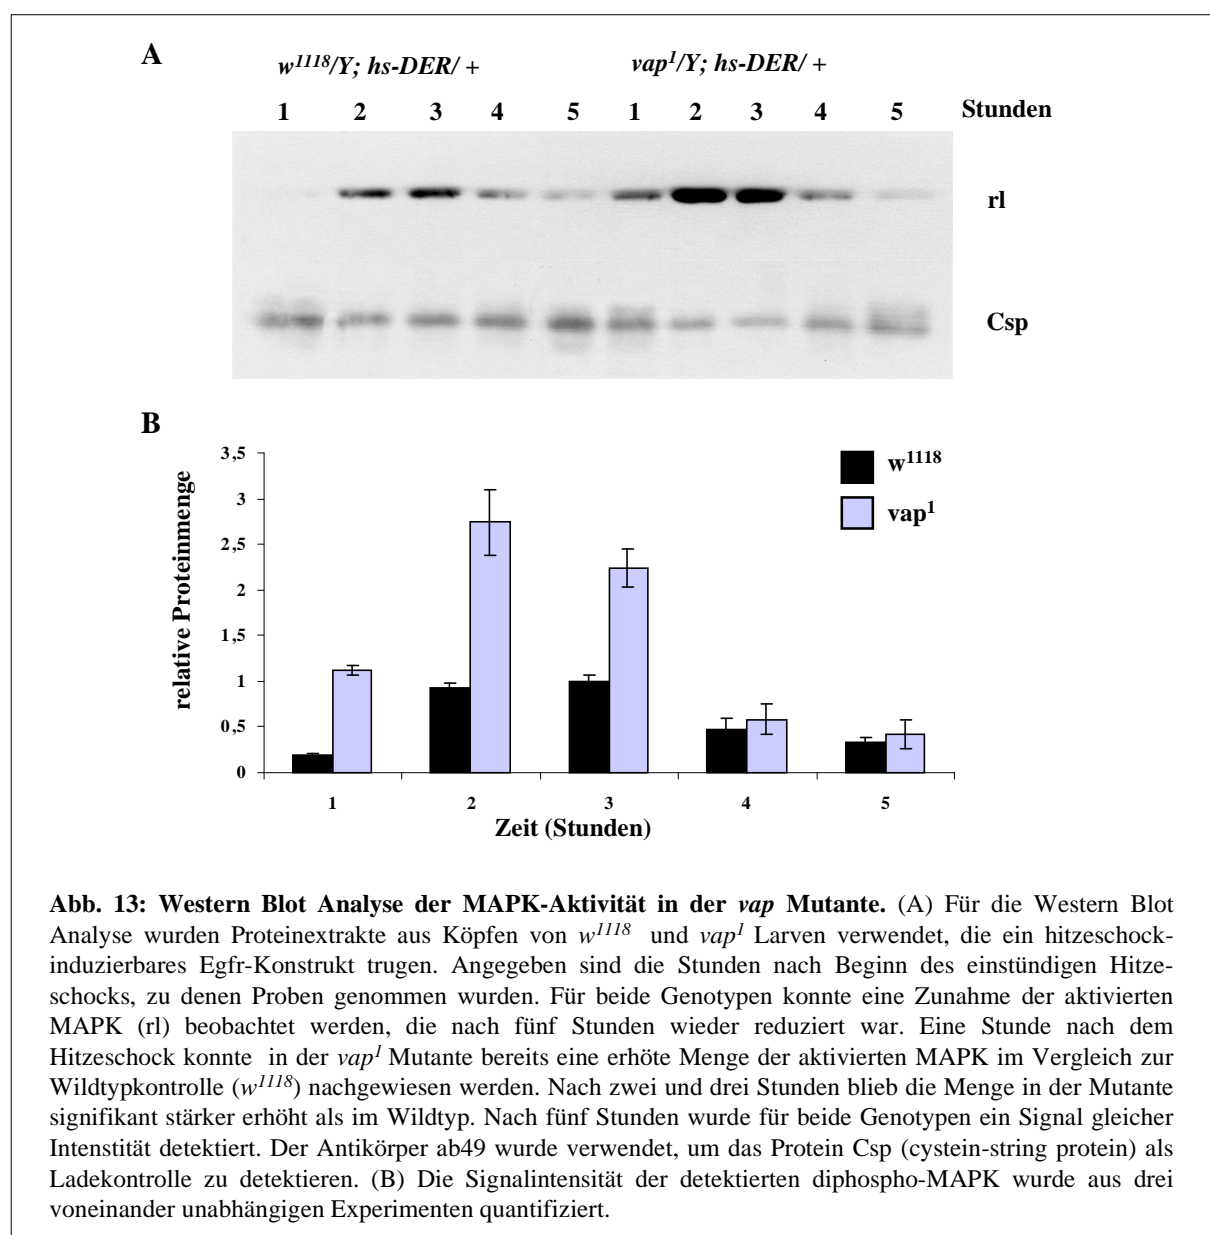 A
w1118/Y; hs-DER/ + vap1/Y; hs-DER/ +
1 2 3 4 5 1 2 3 4 5 Stunden
rl
Csp
B
3,5
3
2,5
2
1,5
1
0,5
0
relative Proteinmenge
w1118
vap1
1 2 3 4 5
Zeit (Stunden)
Abb. 13: Western Blot Analyse der MAPK-Aktivität in der vap Mutante. (A) Für die Western Blot
Analyse wurden Proteinextrakte aus Köpfen von w1118 und vap1 Larven verwendet, die ein hitzeschock-
induzierbares Egfr-Konstrukt trugen. Angegeben sind die Stunden nach Beginn des einstündigen Hitze-
schocks, zu denen Proben genommen wurden. Für beide Genotypen konnte eine Zunahme der aktivierten
MAPK (rl) beobachtet werden, die nach fünf Stunden wieder reduziert war. Eine Stunde nach dem
Hitzeschock konnte in der vap1 Mutante bereits eine erhöte Menge der aktivierten MAPK im Vergleich zur
Wildtypkontrolle (w1118) nachgewiesen werden. Nach zwei und drei Stunden blieb die Menge in der Mutante
signifikant stärker erhöht als im Wildtyp. Nach fünf Stunden wurde für beide Genotypen ein Signal gleicher
Intenstität detektiert. Der Antikörper ab49 wurde verwendet, um das Protein Csp (cystein-string protein) als
Ladekontrolle zu detektieren. (B) Die Signalintensität der detektierten diphospho-MAPK wurde aus drei
voneinander unabhängigen Experimenten quantifiziert.